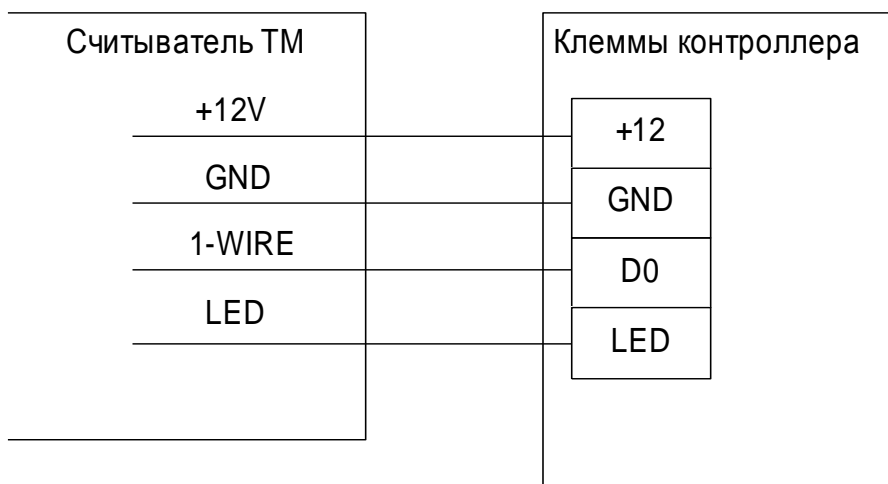 Считыватель ТМ
Клеммы контроллера
+12V
+12
GND
GND
1-WIRE
D0
LED
LED